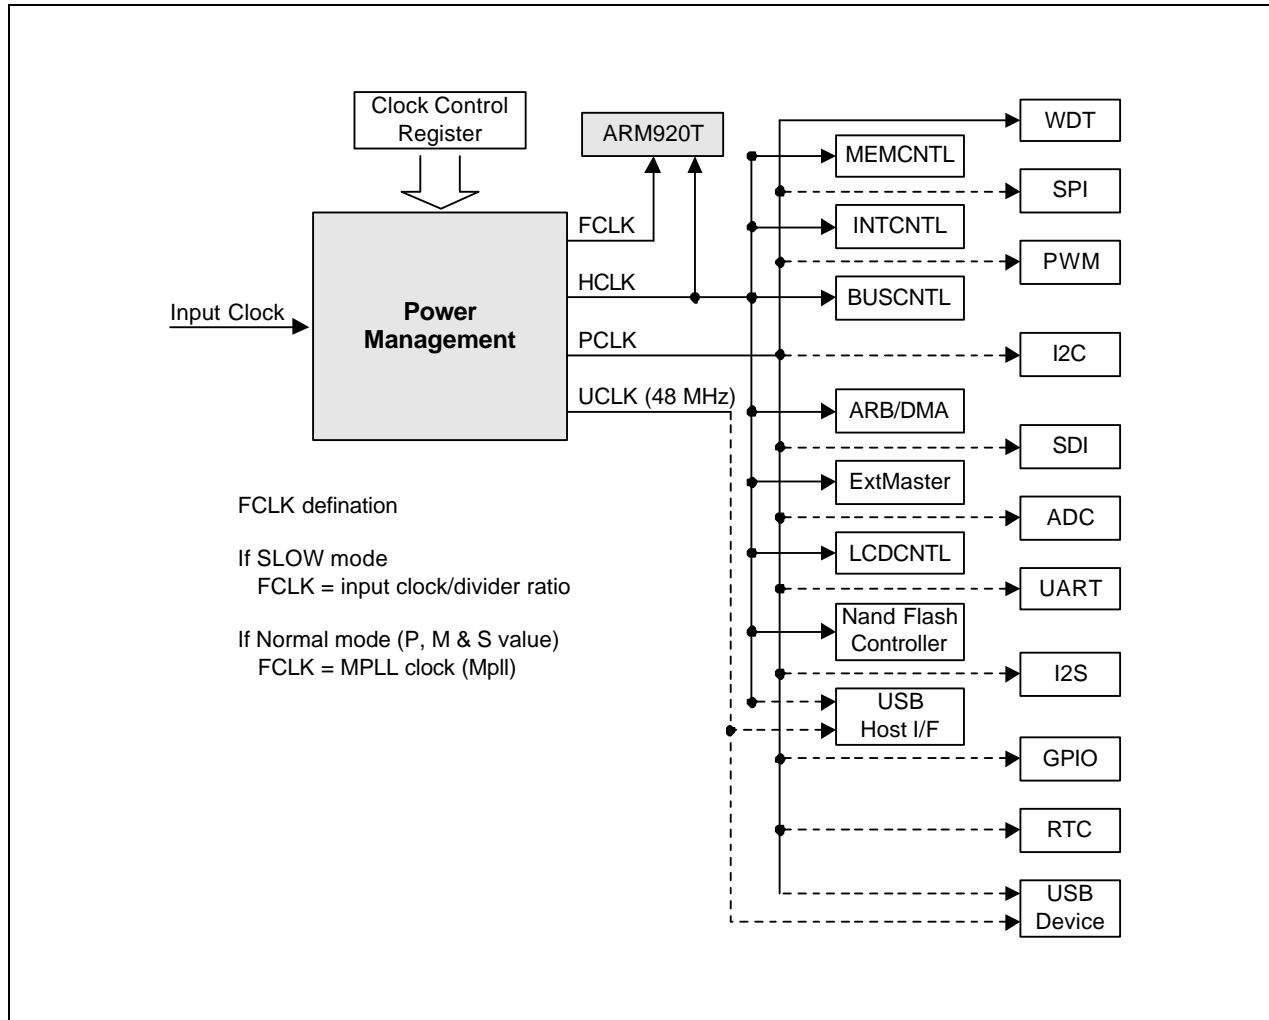 Clock Control
Register
ARM920T
WDT
MEMCNTL
SPI
FCLK
INTCNTL
PWM
HCLK
BUSCNTL
Input Clock
Power
Management
PCLK
I2C
UCLK (48 MHz)
ARB/DMA
SDI
ExtMaster
ADC
FCLK defination
LCDCNTL
If SLOW mode
FCLK = input clock/divider ratio
UART
Nand Flash
Controller
If Normal mode (P, M & S value)
FCLK = MPLL clock (Mpll)
I2S
USB
Host I/F
GPIO
RTC
USB
Device